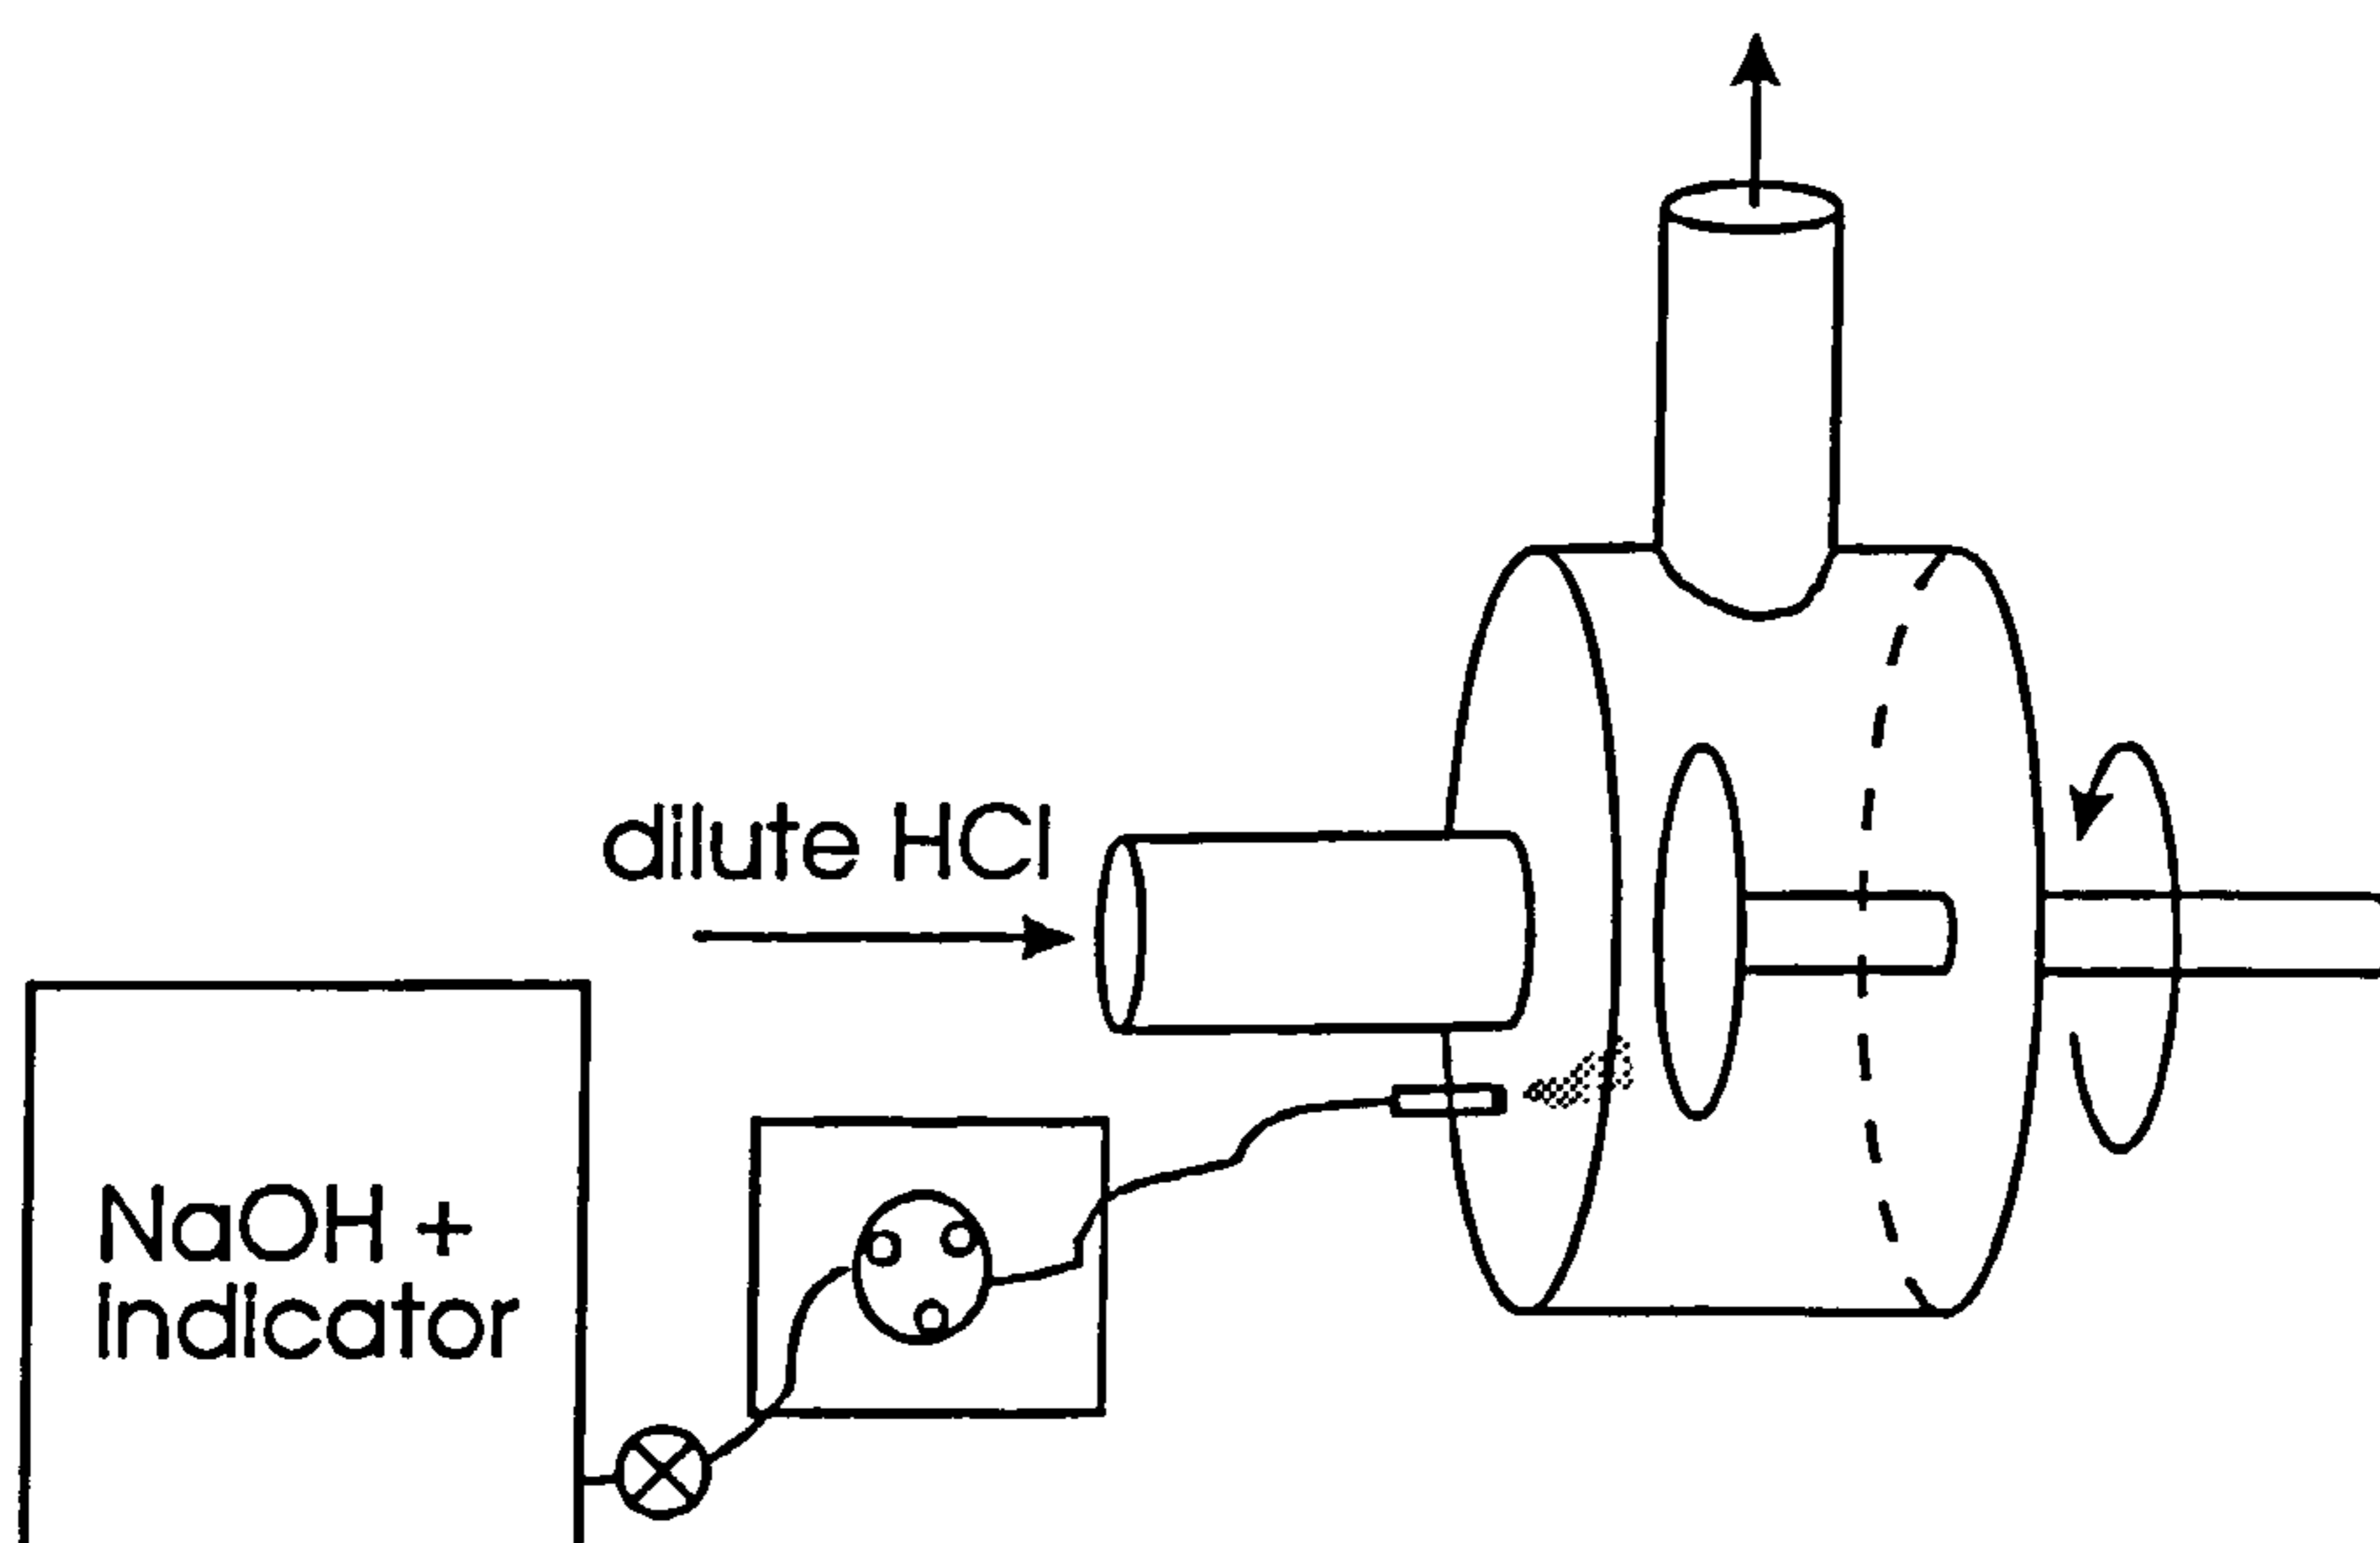 dilute HCl
NaOH +
indicator